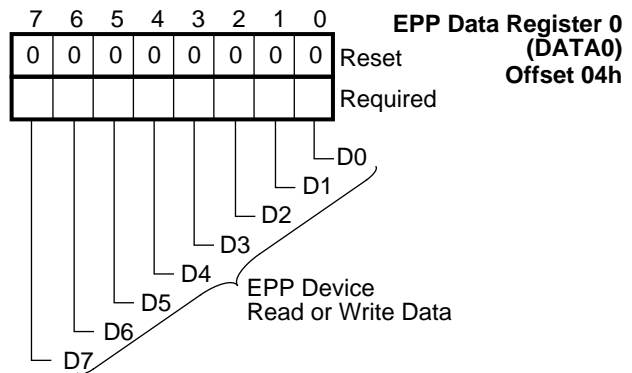 7 6 5 4 3 2 1 0
EPP Data Register 0
(DATA0)
Offset 04h
0 0 0 0 0 0 0 0 Reset
Required
D0
D1
D2
D3
D4
D5
D6
D7
EPP Device
Read or Write Data